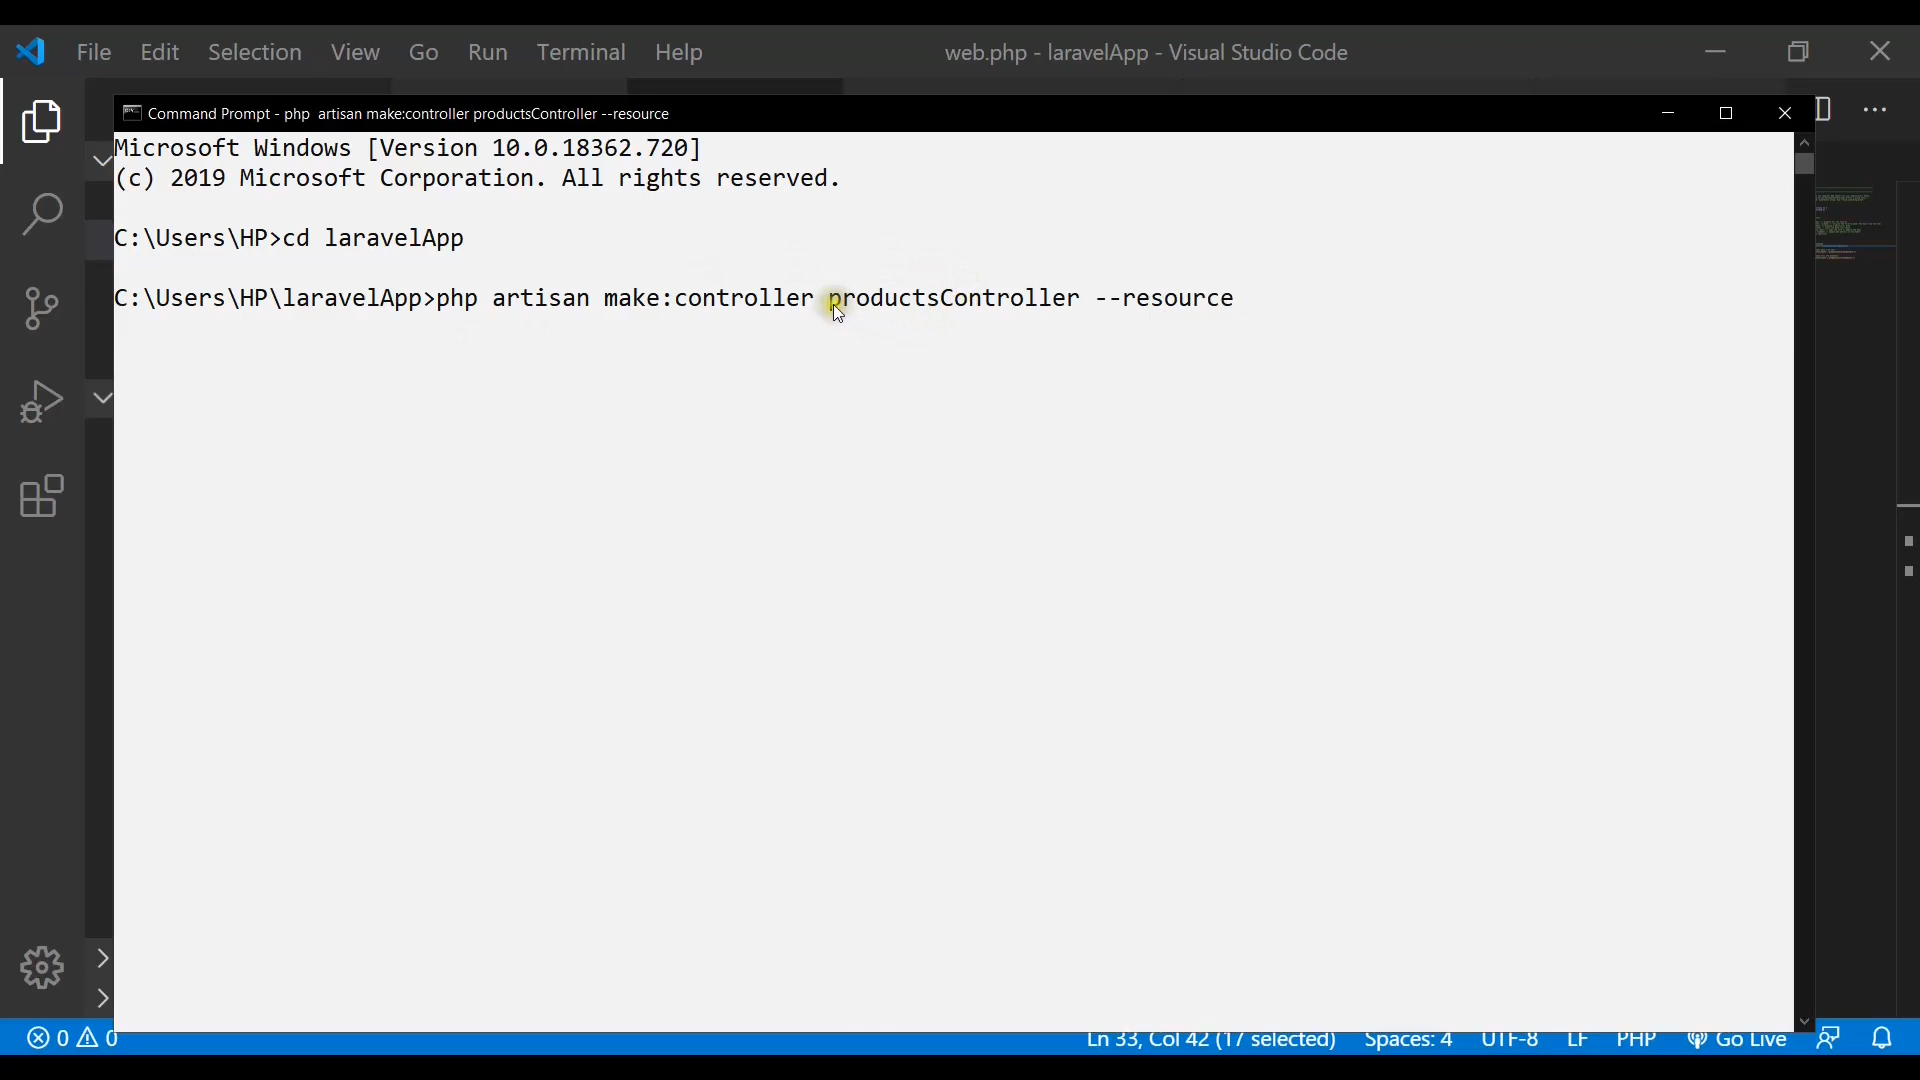 File Edit Selection View Go Run Terminal Help
web.php - laravelApp - Visual Studio Code
Command Prompt - php  artisan make:controller productsController --resource
Microsoft Windows [Version 10.0.18362.720]
(c) 2019 Microsoft Corporation. All rights reserved.
C:\Users\HP>cd laravelApp
C:\Users\HP\laravelApp>php artisan make:controller productsController --resource
0 0 Ln 33, Col 42 (17 selected) Spaces: 4 UTF-8 LF PHP Go Live